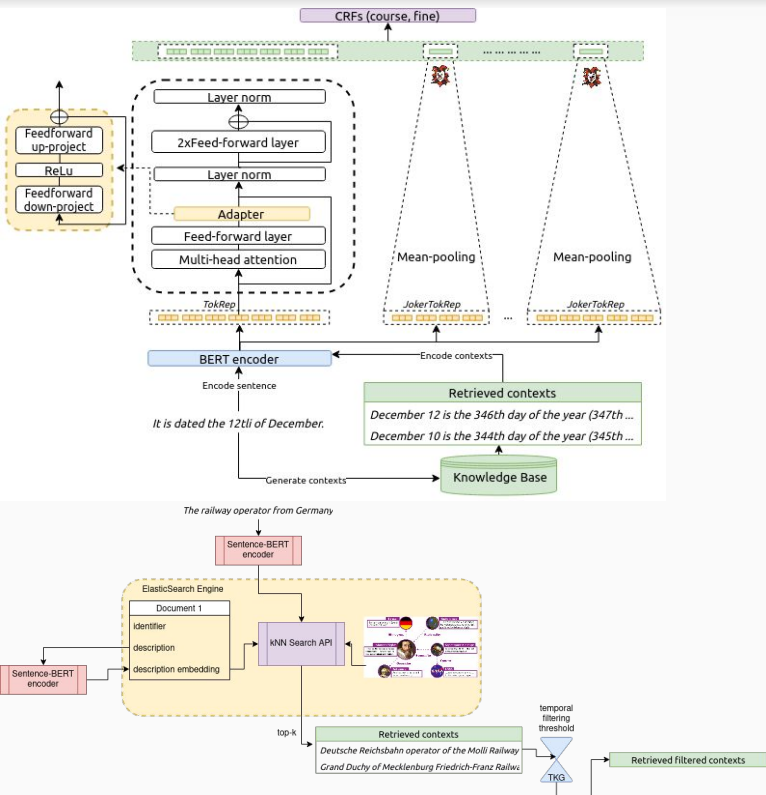 CRFs (course, fine)
... ... ... ... ...
Layer norm
2xFeed-forward layer
Layer norm
Adapter
Feed-forward layer
Multi-head attention
Feedforward
up-project
ReLu
Feedforward
down-project
Mean-pooling
Mean-pooling
TokRep
JokerTokRep
...
JokerTokRep
BERT encoder
Encode contexts
Encode sentence
Retrieved contexts
December 12 is the 346th day of the year (347th ...
December 10 is the 344th day of the year (345th ...
It is dated the 12tli of December.
Generate contexts
Knowledge Base
The railway operator from Germany
Sentence-BERT
encoder
ElasticSearch Engine
Document 1
identifier
description
description embedding
kNN Search API
Sentence-BERT
encoder
top-k
Retrieved contexts
Deutsche Reichsbahn operator of the Molli Railway
Grand Duchy of Mecklenburg Friedrich-Franz Railwa
temporal
filtering
threshold
TKG
Retrieved filtered contexts